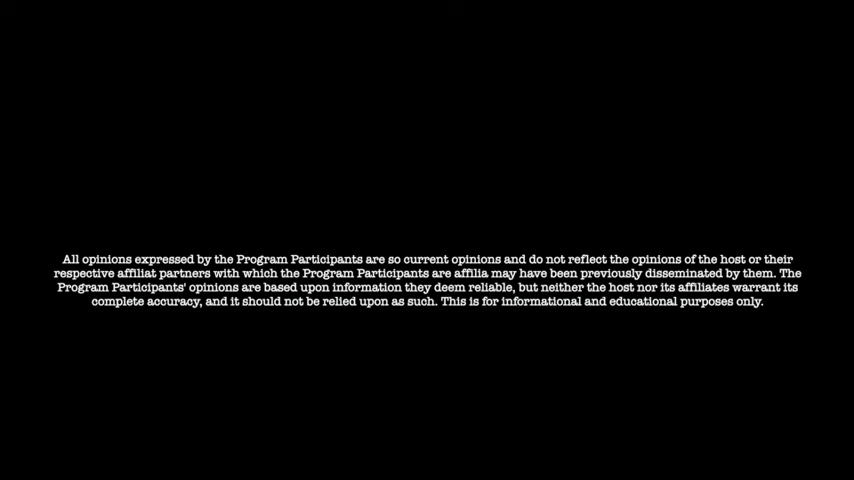 All opinions expressed by the Program Participants are so current opinions and do not reflect the opinions of the host or their
respective affiliat partners with which the Program Participants are affilia may have been previously disseminated by them. The
Program Participants' opinions are based upon information they deem reliable, but neither the host nor its affiliates warrant its
complete accuracy, and it should not be relied upon as such. This is for informational and educational purposes only.